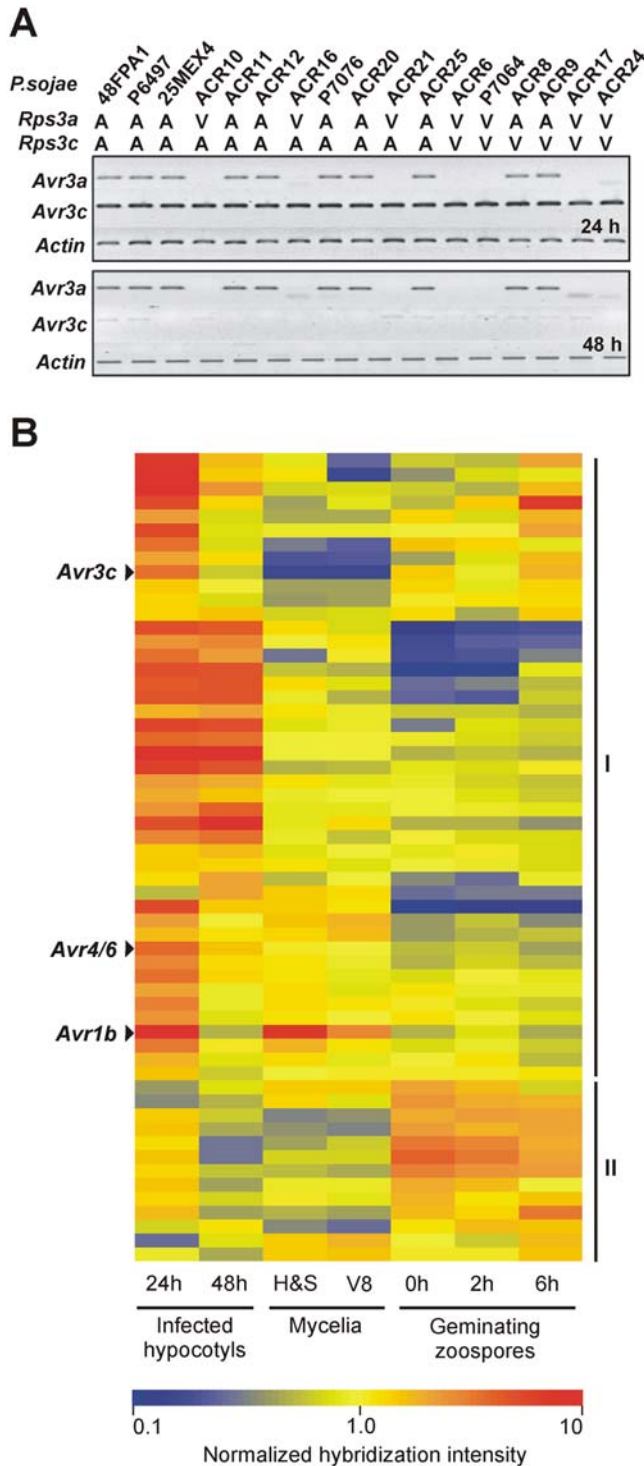 A
P.sojae 48FPA1 P6497 25MEX4 ACR10 ACR11 ACR12 ACR16 P7076 ACR20 ACR21 ACR25 ACR6 P7064 ACR8 ACR9 ACR17 ACR24
Rps3a A A A V A A V A A V A V V A A V V
Rps3c A A A A A A A A A A A V V V V V V
Avr3a
Avr3c
Actin 24 h
Avr3a
Avr3c
Actin 48 h
B
Avr3c
I
Avr4/6
Avr1b
II
24h 48h H&S V8 0h 2h 6h
Infected hypocotyls Mycelia Geminating zoospores
0.1 1.0 10
Normalized hybridization intensity